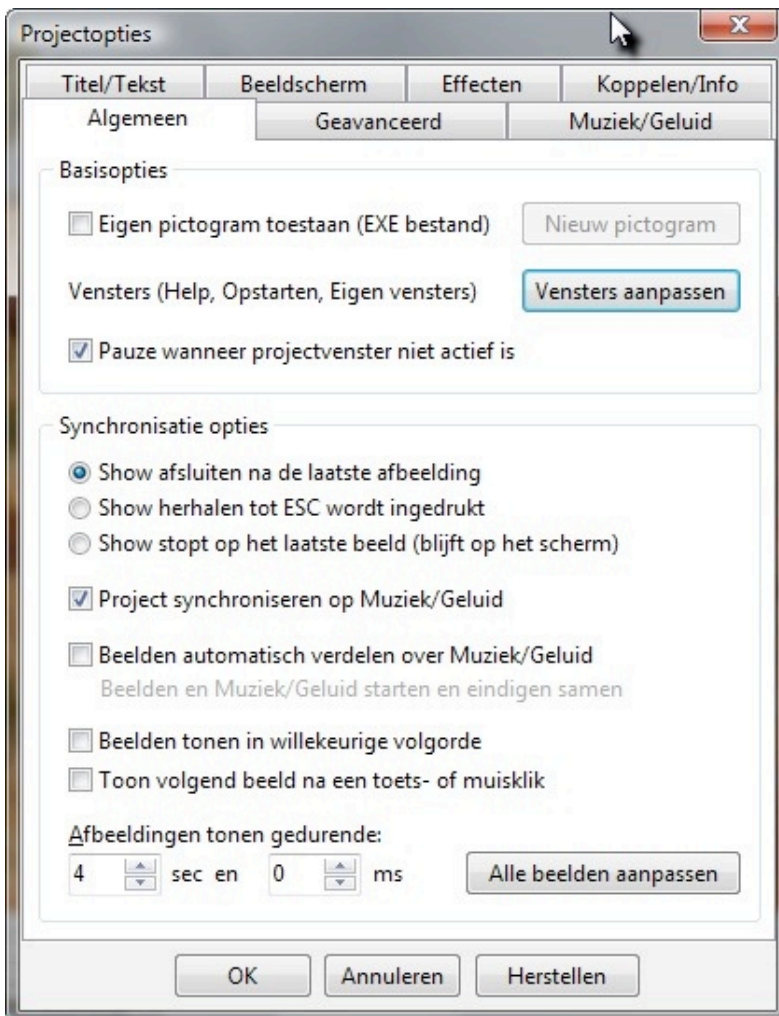 Projectopties
Titel/Tekst Beeldscherm Effecten Koppelen/Info
Algemeen Geavanceerd Muziek/Geluid
Basisopties
Eigen pictogram toestaan (EXE bestand) Nieuw pictogram
Vensters (Help, Opstarten, Eigen vensters) Vensters aanpassen
Pauze wanneer projectvenster niet actief is
Synchronisatie opties
Show afsluiten na de laatste afbeelding
Show herhalen tot ESC wordt ingedrukt
Show stopt op het laatste beeld (blijft op het scherm)
Project synchroniseren op Muziek/Geluid
Beelden automatisch verdelen over Muziek/Geluid
Beelden en Muziek/Geluid starten en eindigen samen
Beelden tonen in willekeurige volgorde
Toon volgend beeld na een toets- of muisklik
Afbeeldingen tonen gedurende:
4 sec en 0 ms Alle beelden aanpassen
OK Annuleren Herstellen